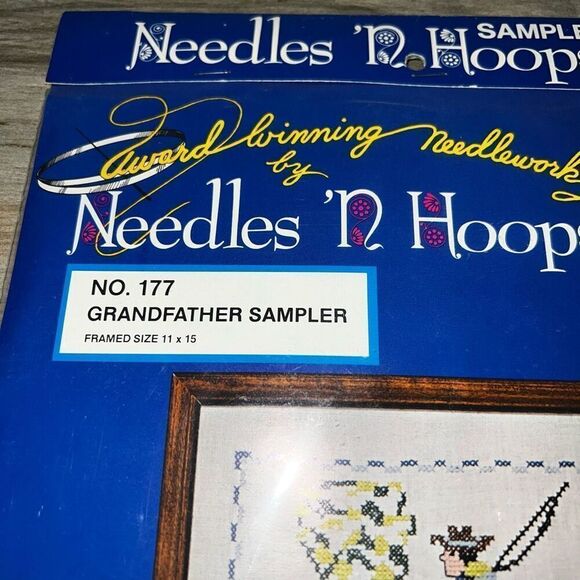 SAMPLE
Needles 'N Hoops
award winning needlework
by
Needles 'N Hoops
NO. 177
GRANDFATHER SAMPLER
FRAMED SIZE 11 x 15